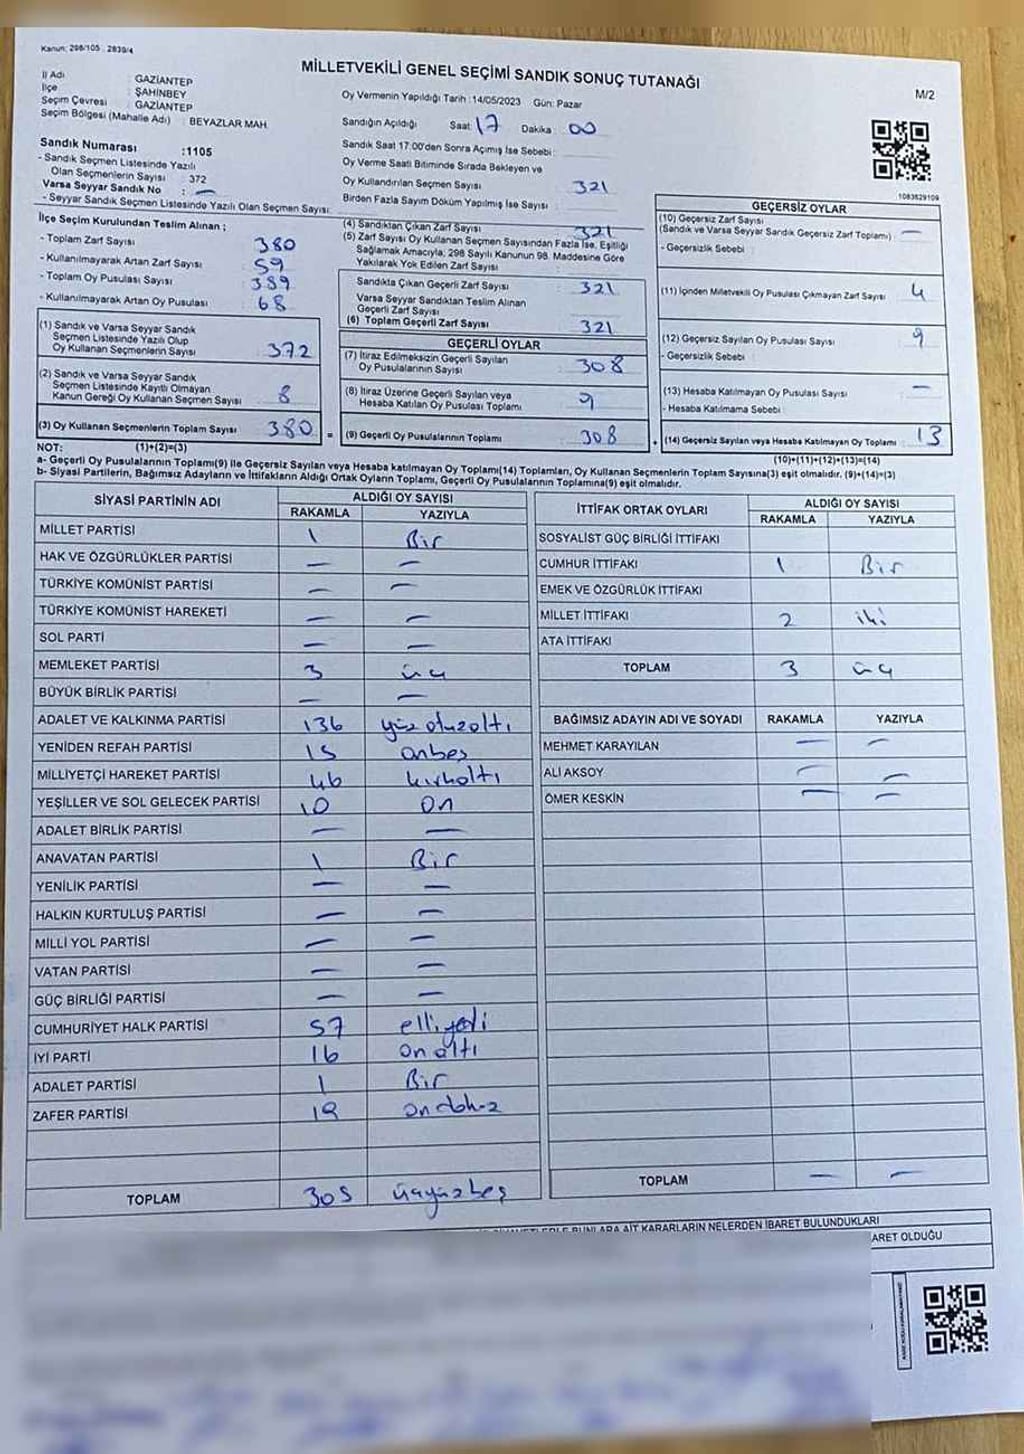 Kanun: 298/105 : 2839/4
MİLLETVEKİLİ GENEL SEÇİMİ SANDIK SONUÇ TUTANAĞI
M/2
İl Adı : GAZİANTEP
İlçe : ŞAHİNBEY
Seçim Çevresi : GAZİANTEP
Seçim Bölgesi (Mahalle Adı) : BEYAZLAR MAH.
Sandık Numarası :1105
- Sandık Seçmen Listesinde Yazılı
Olan Seçmenlerin Sayısı : 372
Varsa Seyyar Sandık No : —
- Seyyar Sandık Seçmen Listesinde Yazılı Olan Seçmen Sayısı:
Oy Vermenin Yapıldığı Tarih : 14/05/2023 Gün: Pazar
Sandığın Açıldığı Saat: 17 Dakika : 00
Sandık Saat 17:00'den Sonra Açımış İse Sebebi :
Oy Verme Saati Bitiminde Sırada Bekleyen ve
Oy Kullandırılan Seçmen Sayısı : 321
Birden Fazla Sayım Döküm Yapılmış İse Sayısı :
1083629109
İlçe Seçim Kurulundan Teslim Alınan ;
- Toplam Zarf Sayısı : 380
- Kullanılmayarak Artan Zarf Sayısı : 59
- Toplam Oy Pusulası Sayısı : 389
- Kullanılmayarak Artan Oy Pusulası : 68
(1) Sandık ve Varsa Seyyar Sandık
Seçmen Listesinde Yazılı Olup
Oy Kullanan Seçmenlerin Sayısı : 372
(2) Sandık ve Varsa Seyyar Sandık
Seçmen Listesinde Kayıtlı Olmayan
Kanun Gereği Oy Kullanan Seçmen Sayısı : 8
(3) Oy Kullanan Seçmenlerin Toplam Sayısı : 380 =
(4) Sandıktan Çıkan Zarf Sayısı : 321
(5) Zarf Sayısı Oy Kullanan Seçmen Sayısından Fazla İse, Eşitliği
Sağlamak Amacıyla, 298 Sayılı Kanunun 98. Maddesine Göre
Yakılarak Yok Edilen Zarf Sayısı :
Sandıkta Çıkan Geçerli Zarf Sayısı : 321
Varsa Seyyar Sandıktan Teslim Alınan
Geçerli Zarf Sayısı :
(6) Toplam Geçerli Zarf Sayısı : 321
GEÇERLİ OYLAR
(7) İtiraz Edilmeksizin Geçerli Sayılan
Oy Pusulalarının Sayısı : 308
(8) İtiraz Üzerine Geçerli Sayılan veya
Hesaba Katılan Oy Pusulası Toplamı : 9
(9) Geçerli Oy Pusulalarının Toplamı : 308 +
GEÇERSİZ OYLAR
(10) Geçersiz Zarf Sayısı
(Sandık ve Varsa Seyyar Sandık Geçersiz Zarf Toplamı) : —
- Geçersizlik Sebebi :
(11) İçinden Milletvekili Oy Pusulası Çıkmayan Zarf Sayısı : 4
(12) Geçersiz Sayılan Oy Pusulası Sayısı : 9
- Geçersizlik Sebebi :
(13) Hesaba Katılmayan Oy Pusulası Sayısı : —
- Hesaba Katılmama Sebebi :
(14) Geçersiz Sayılan veya Hesaba Katılmayan Oy Toplamı : 13
NOT: (1)+(2)=(3) (10)+(11)+(12)+(13)=(14)
a- Geçerli Oy Pusulalarının Toplamı(9) ile Geçersiz Sayılan veya Hesaba katılmayan Oy Toplamı(14) Toplamları, Oy Kullanan Seçmenlerin Toplam Sayısına(3) eşit olmalıdır. (9)+(14)=(3)
b- Siyasi Partilerin, Bağımsız Adayların ve İttifakların Aldığı Ortak Oyların Toplamı, Geçerli Oy Pusulalarının Toplamına(9) eşit olmalıdır.
SİYASİ PARTİNİN ADI ALDIĞI OY SAYISI
RAKAMLA YAZIYLA
MİLLET PARTİSİ 1 Bir
HAK VE ÖZGÜRLÜKLER PARTİSİ — —
TÜRKİYE KOMÜNİST PARTİSİ — —
TÜRKİYE KOMÜNİST HAREKETİ — —
SOL PARTİ — —
MEMLEKET PARTİSİ 3 üç
BÜYÜK BİRLİK PARTİSİ — —
ADALET VE KALKINMA PARTİSİ 136 yüzotuzaltı
YENİDEN REFAH PARTİSİ 15 onbeş
MİLLİYETÇİ HAREKET PARTİSİ 46 kırkaltı
YEŞİLLER VE SOL GELECEK PARTİSİ 10 On
ADALET BİRLİK PARTİSİ — —
ANAVATAN PARTİSİ 1 Bir
YENİLİK PARTİSİ — —
HALKIN KURTULUŞ PARTİSİ — —
MİLLİ YOL PARTİSİ — —
VATAN PARTİSİ — —
GÜÇ BİRLİĞİ PARTİSİ — —
CUMHURİYET HALK PARTİSİ 57 elliyedi
İYİ PARTİ 16 onaltı
ADALET PARTİSİ 1 Bir
ZAFER PARTİSİ 19 ondokuz
TOPLAM 305 üçyüzbeş
İTTİFAK ORTAK OYLARI ALDIĞI OY SAYISI
RAKAMLA YAZIYLA
SOSYALİST GÜÇ BİRLİĞİ İTTİFAKI
CUMHUR İTTİFAKI 1 Bir
EMEK VE ÖZGÜRLÜK İTTİFAKI
MİLLET İTTİFAKI 2 iki
ATA İTTİFAKI
TOPLAM 3 üç
BAĞIMSIZ ADAYIN ADI VE SOYADI RAKAMLA YAZIYLA
MEHMET KARAYILAN — —
ALİ AKSOY — —
ÖMER KESKİN — —
TOPLAM — —
BUNLARA AİT KARARLARIN NELERDEN İBARET BULUNDUKLARI
OLDUĞU